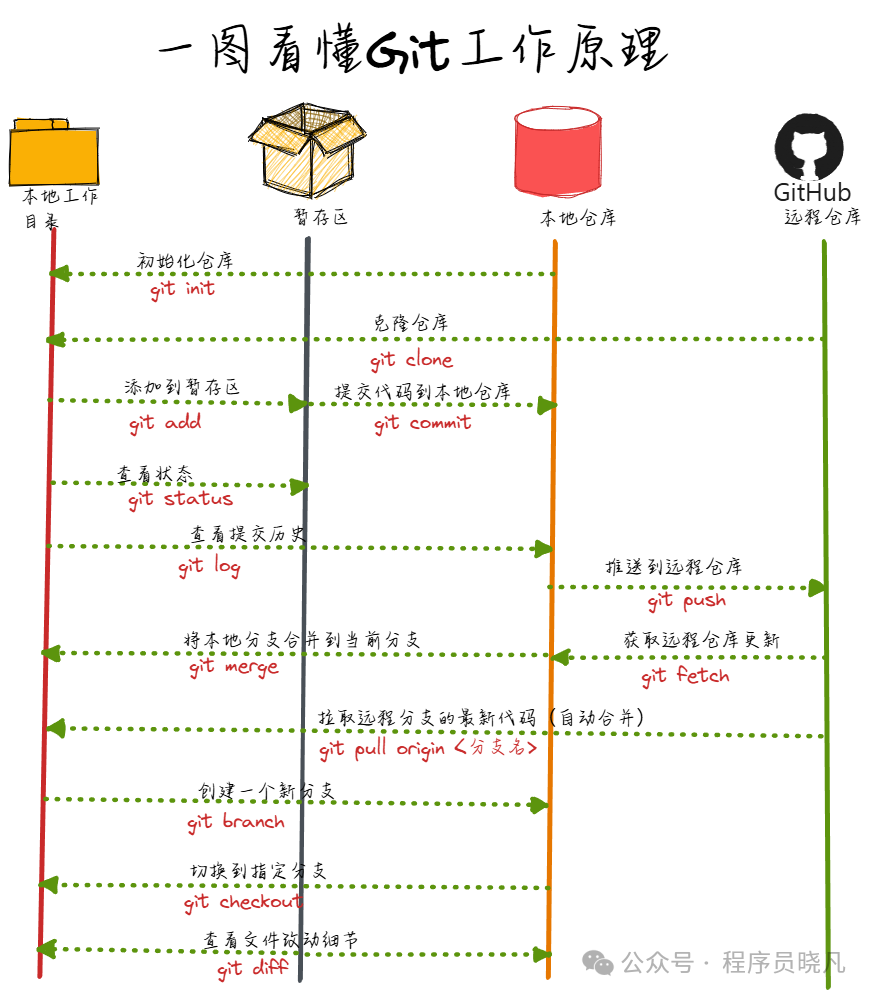 一图看懂Git工作原理
本地工作
目录
暂存区
本地仓库
GitHub
远程仓库
初始化仓库
git init
克隆仓库
git clone
添加到暂存区
git add
提交代码到本地仓库
git commit
查看状态
git status
查看提交历史
git log
推送到远程仓库
git push
将本地分支合并到当前分支
git merge
获取远程仓库更新
git fetch
拉取远程分支的最新代码（自动合并）
git pull origin <分支名>
创建一个新分支
git branch
切换到指定分支
git checkout
查看文件改动细节
git diff
公众号 · 程序员晓凡